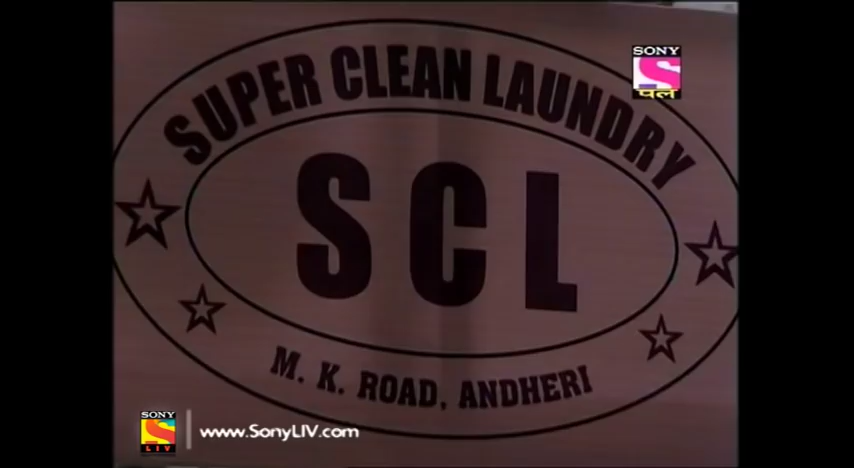 SONY
S
पल
SUPER CLEAN LAUNDRY
SCL
M. K. ROAD, ANDHERI
SONY
S
LIV
www.SonyLIV.com